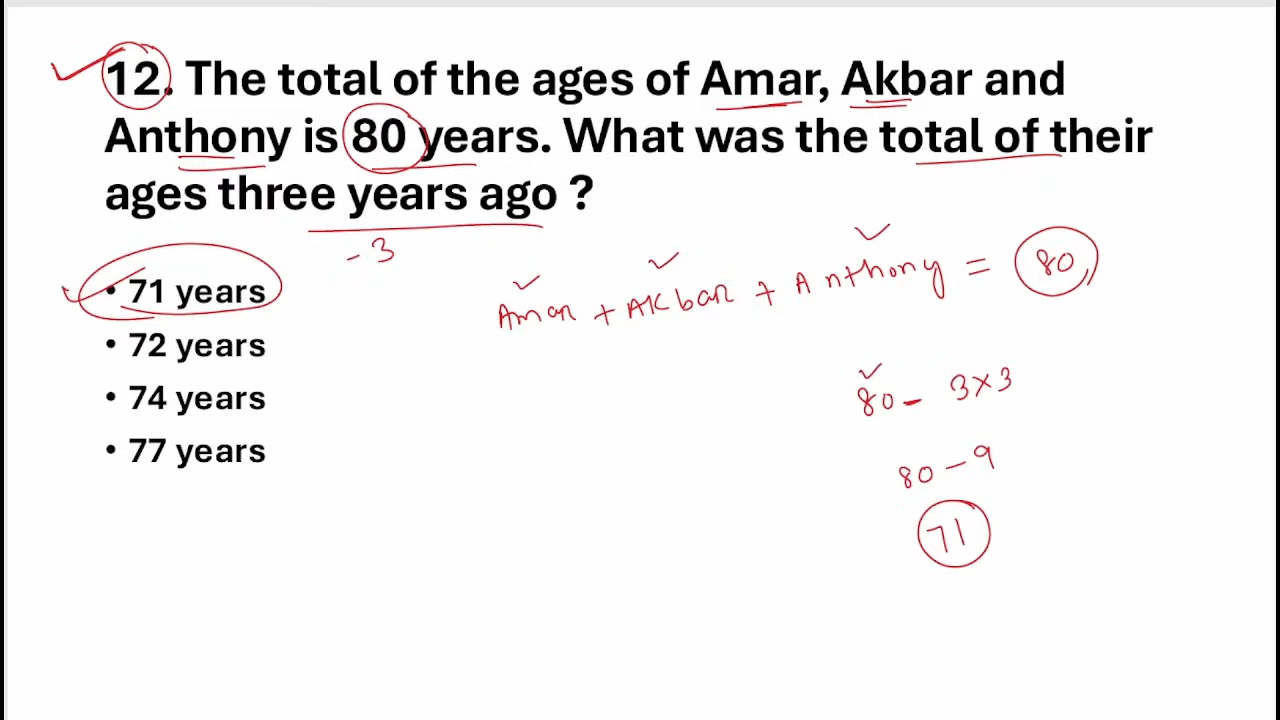 12. The total of the ages of Amar, Akbar and
Anthony is 80 years. What was the total of their
ages three years ago ?
- 3
• 71 years
• 72 years
• 74 years
• 77 years
Amar + AKbar + Anthony = 80
80 - 3×3
80 - 9
71